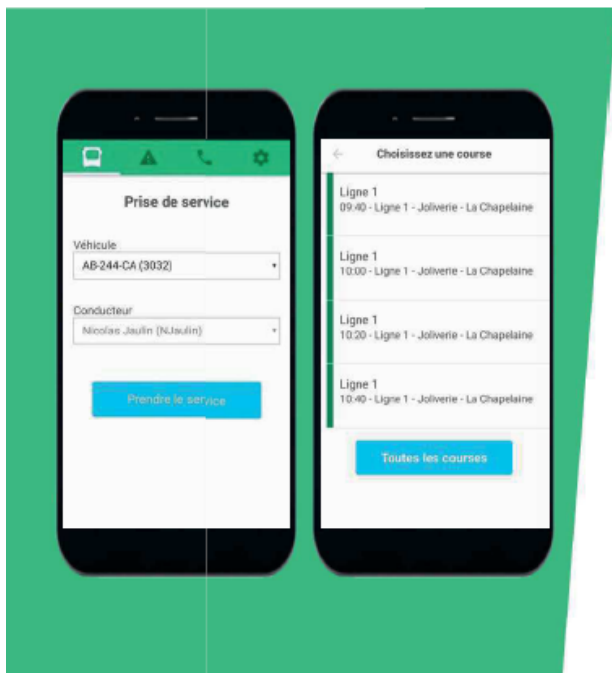 Prise de service
Véhicule
AB-244-CA (3032)
Conducteur
Nicolas Jaulin (NJaulin)
Prendre le service
Choisissez une course
Ligne 1
09:40 - Ligne 1 - Joliverie - La Chapelaine
Ligne 1
10:00 - Ligne 1 - Joliverie - La Chapelaine
Ligne 1
10:20 - Ligne 1 - Joliverie - La Chapelaine
Ligne 1
10:40 - Ligne 1 - Joliverie - La Chapelaine
Toutes les courses